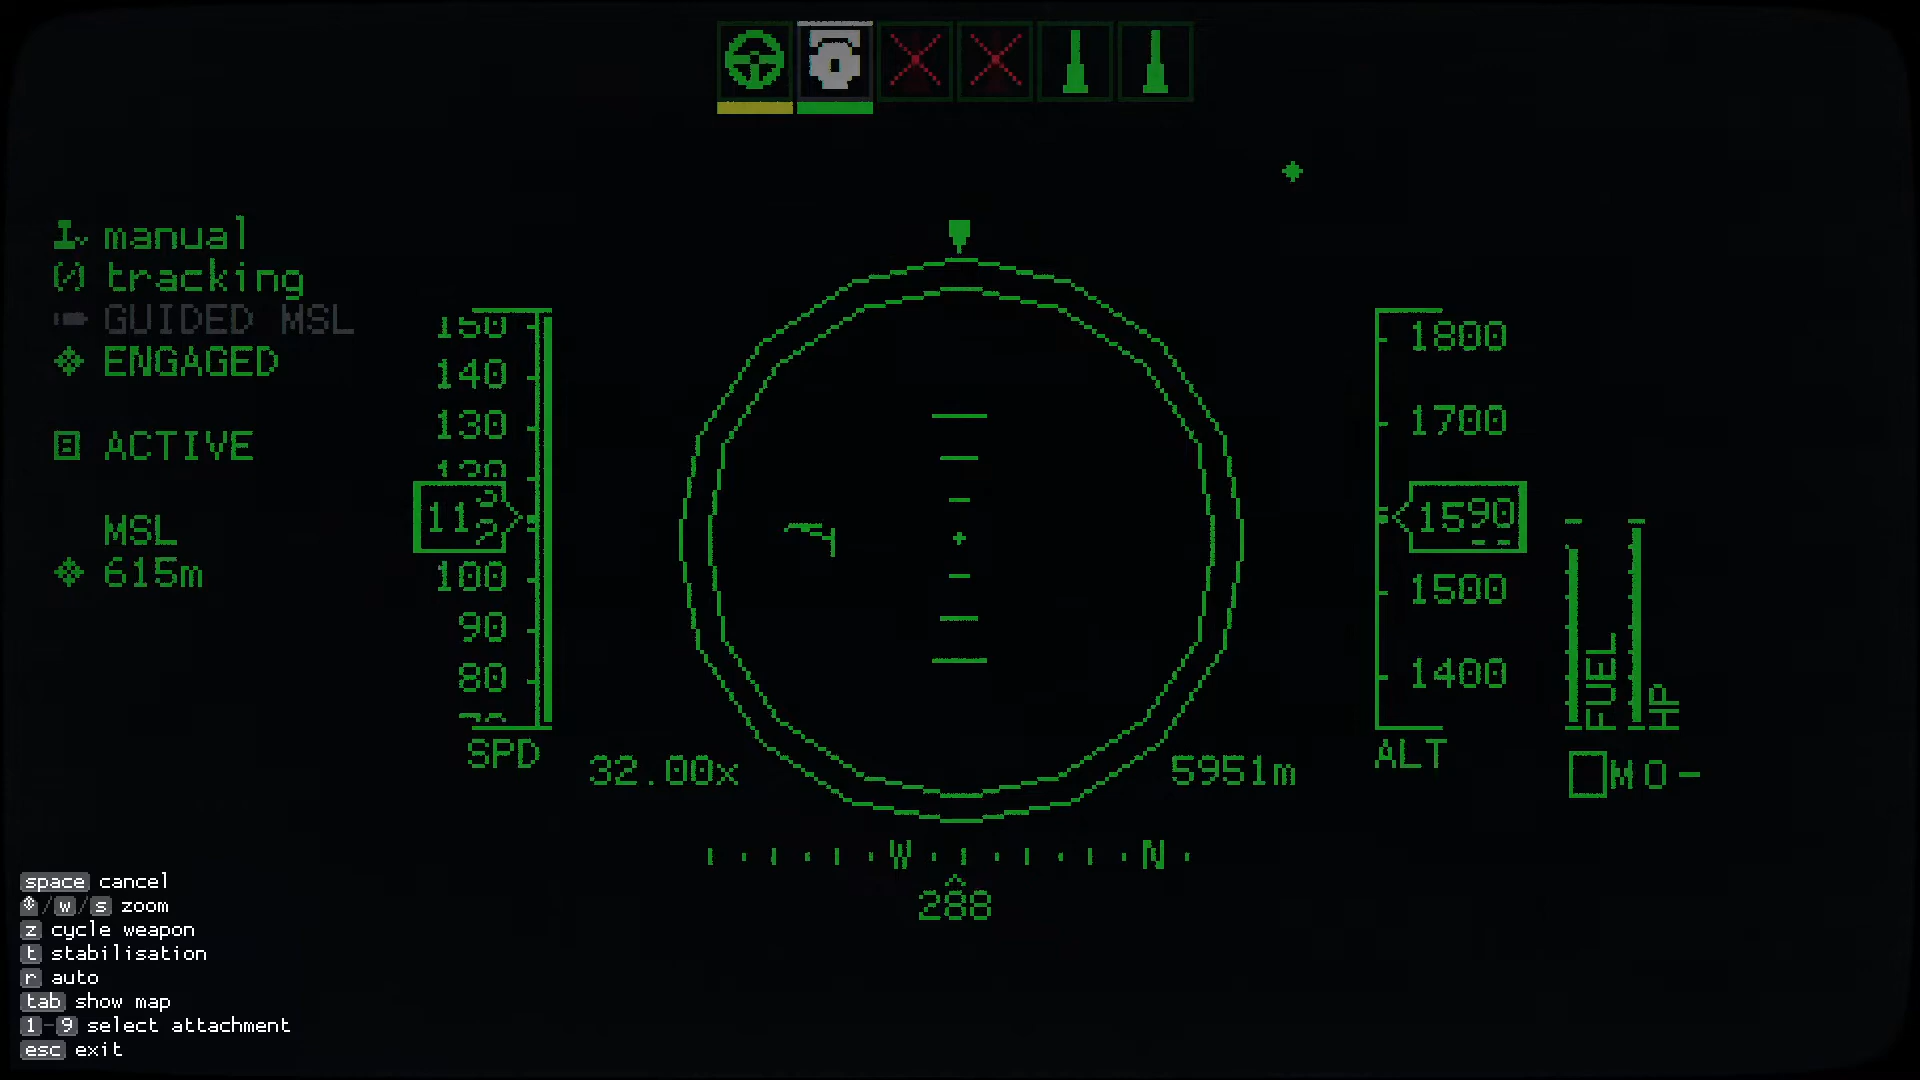 manual
tracking
GUIDED MSL
ENGAGED
ACTIVE
MSL
615m
150
140
130
120
100
90
80
SPD
32.00x
5951m
W
N
288
1800
1700
1590
1500
1400
ALT
FUEL
HP
MO-
space cancel
/w/s zoom
z cycle weapon
t stabilisation
r auto
tab show map
1-9 select attachment
esc exit